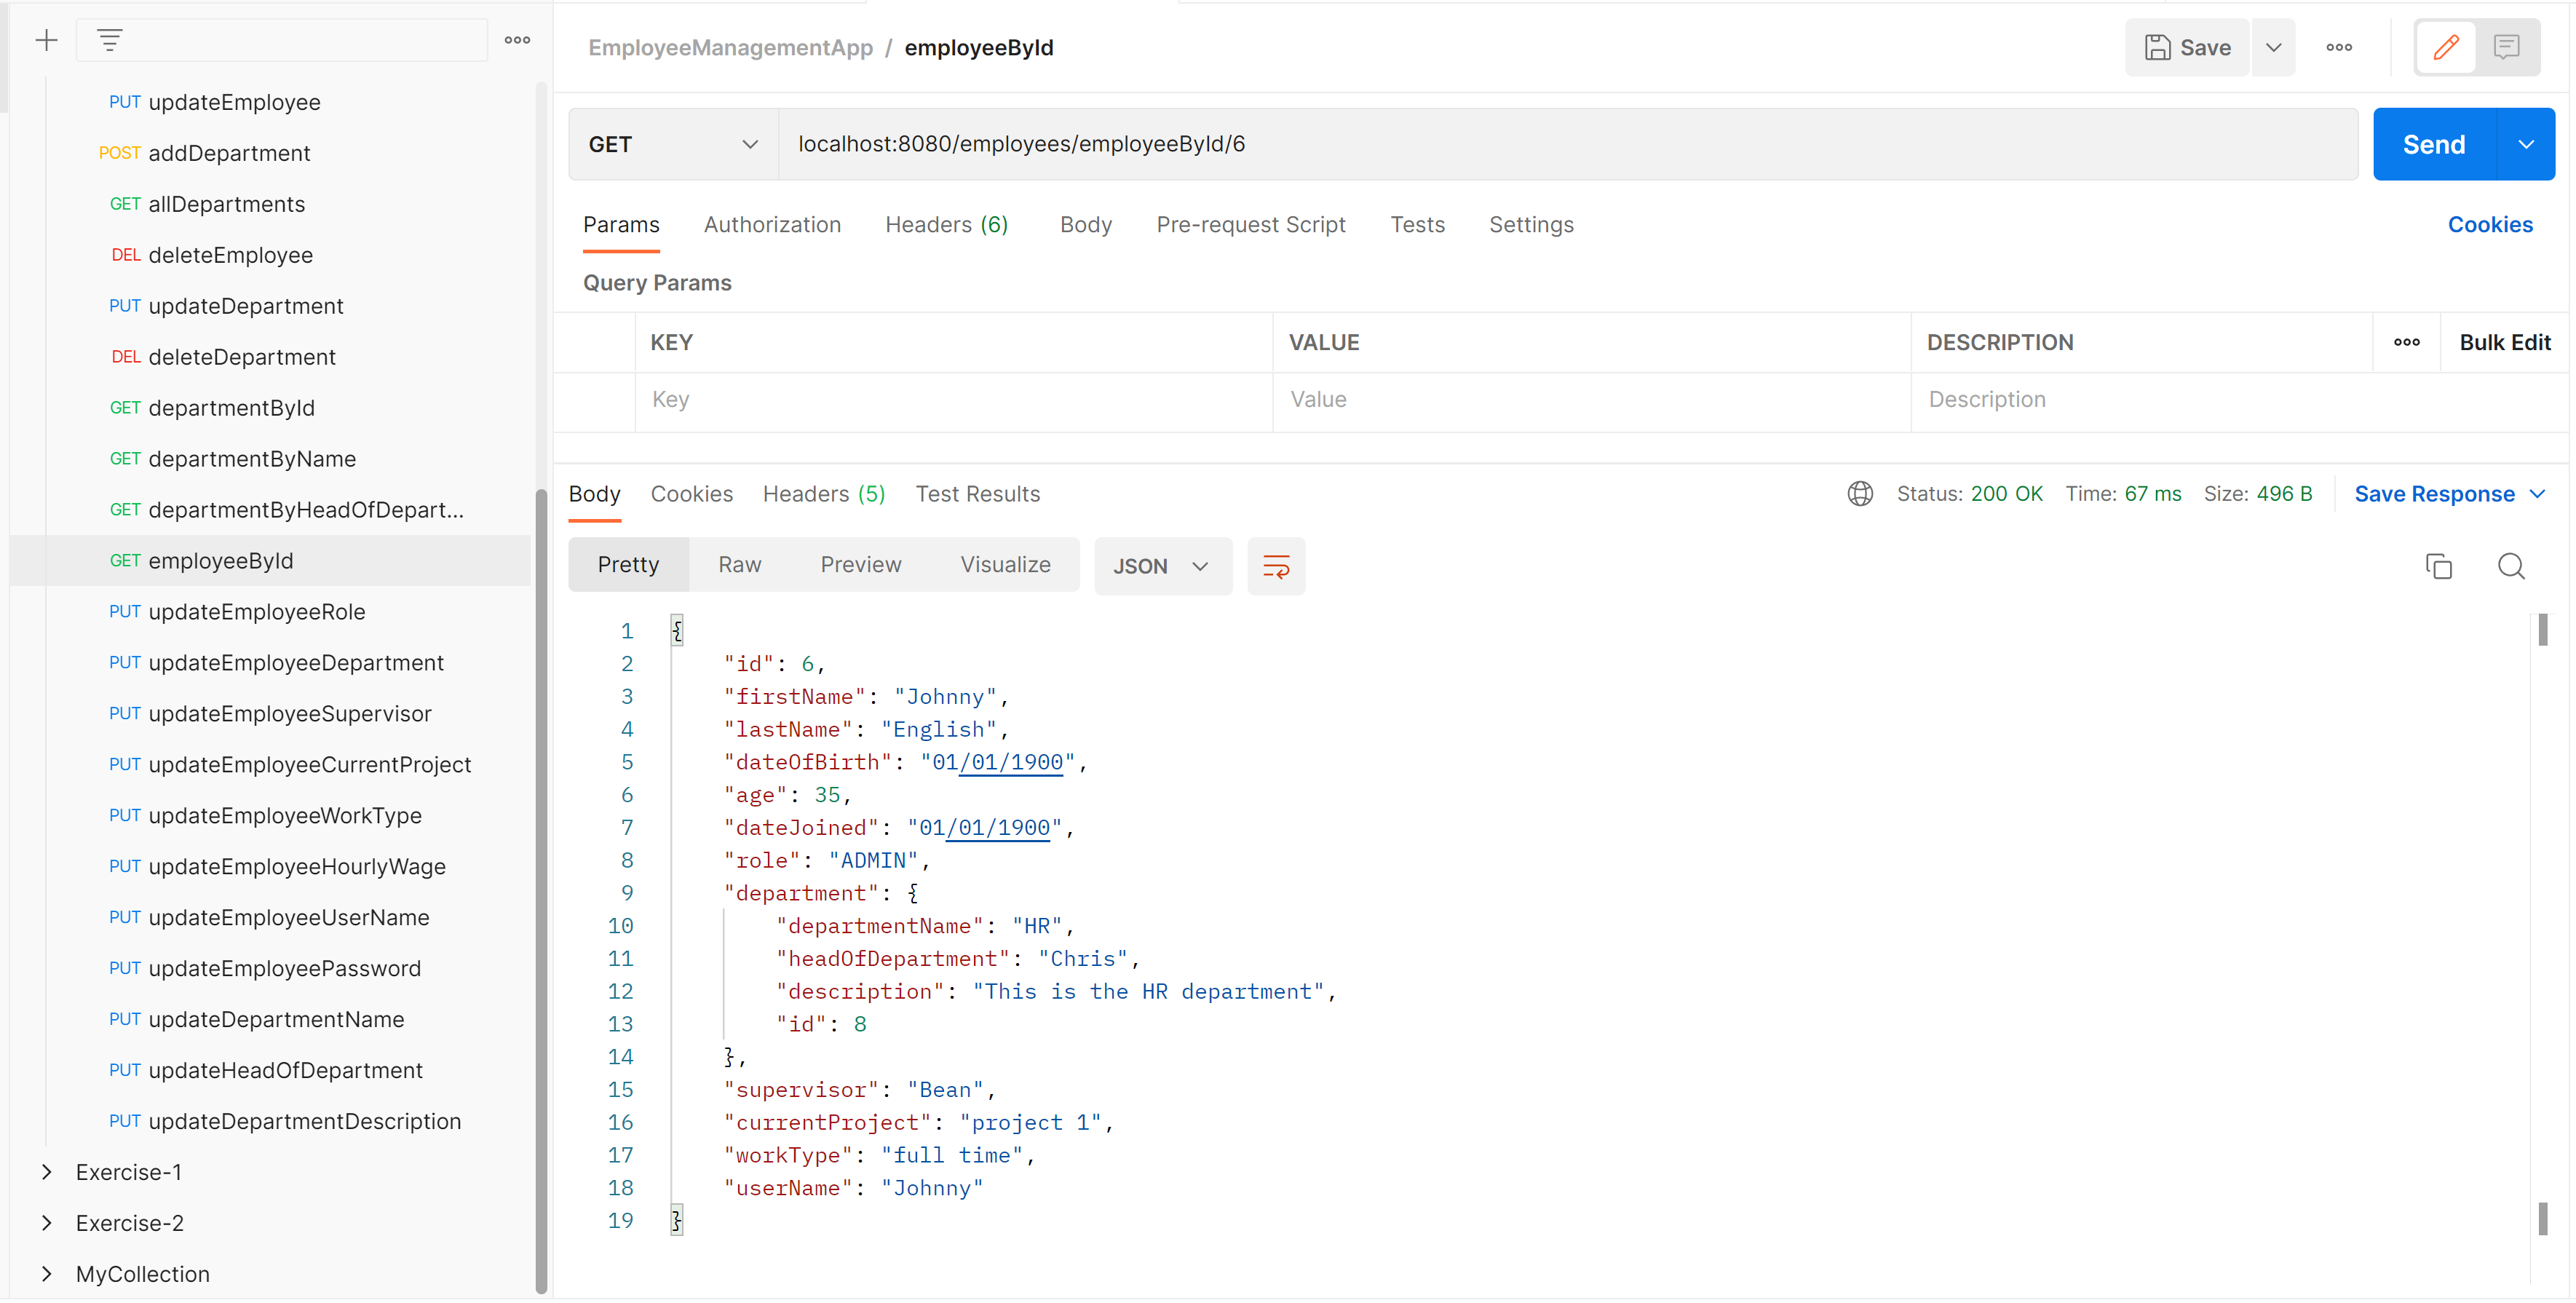 PUT updateEmployee
POST addDepartment
GET allDepartments
DEL deleteEmployee
PUT updateDepartment
DEL deleteDepartment
GET departmentById
GET departmentByName
GET departmentByHeadOfDepart...
GET employeeById
PUT updateEmployeeRole
PUT updateEmployeeDepartment
PUT updateEmployeeSupervisor
PUT updateEmployeeCurrentProject
PUT updateEmployeeWorkType
PUT updateEmployeeHourlyWage
PUT updateEmployeeUserName
PUT updateEmployeePassword
PUT updateDepartmentName
PUT updateHeadOfDepartment
PUT updateDepartmentDescription
Exercise-1
Exercise-2
MyCollection
EmployeeManagementApp / employeeById
Save
GET localhost:8080/employees/employeeById/6 Send
Params Authorization Headers (6) Body Pre-request Script Tests Settings Cookies
Query Params
KEY VALUE DESCRIPTION Bulk Edit
Key Value Description
Body Cookies Headers (5) Test Results Status: 200 OK Time: 67 ms Size: 496 B Save Response
Pretty Raw Preview Visualize JSON
1 {
2 "id": 6,
3 "firstName": "Johnny",
4 "lastName": "English",
5 "dateOfBirth": "01/01/1900",
6 "age": 35,
7 "dateJoined": "01/01/1900",
8 "role": "ADMIN",
9 "department": {
10 "departmentName": "HR",
11 "headOfDepartment": "Chris",
12 "description": "This is the HR department",
13 "id": 8
14 },
15 "supervisor": "Bean",
16 "currentProject": "project 1",
17 "workType": "full time",
18 "userName": "Johnny"
19 }